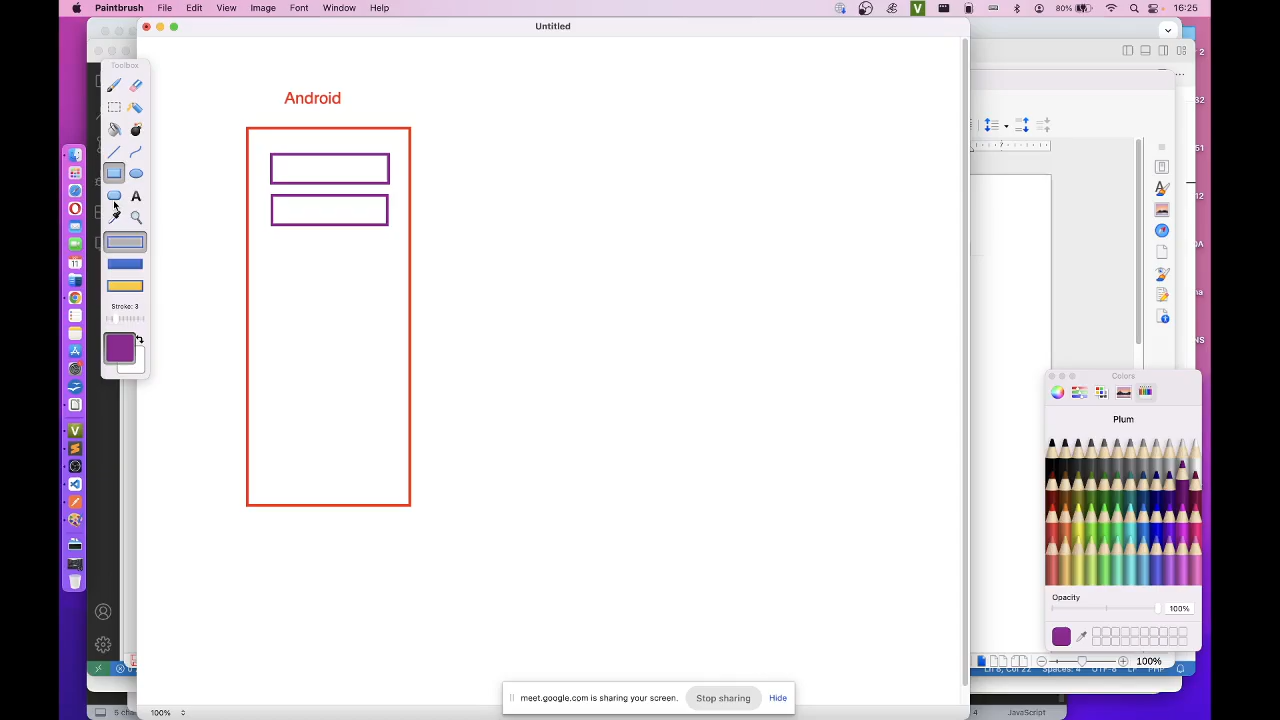 Paintbrush File Edit View Image Font Window Help
80% 16:25
Untitled
Toolbox
Android
Stroke: 3
Colors
Plum
Opacity
100%
100%
meet.google.com is sharing your screen. Stop sharing Hide
100%
JavaScript